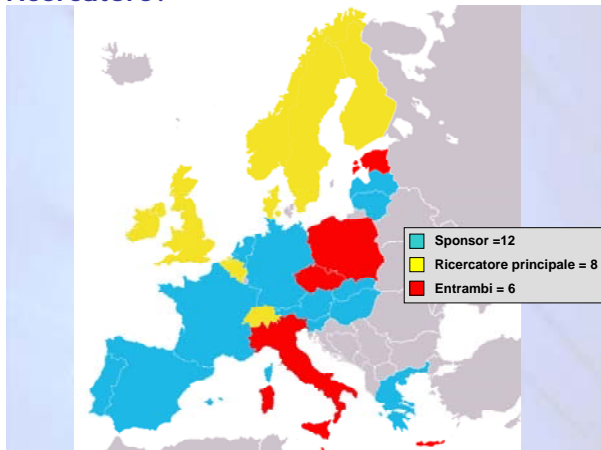 Sponsor =12
Ricercatore principale = 8
Entrambi = 6